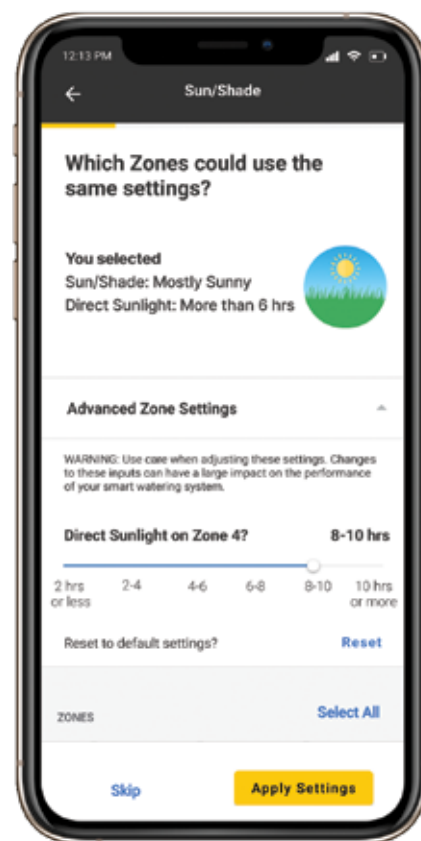 12:13 PM
Sun/Shade
Which Zones could use the
same settings?
You selected
Sun/Shade: Mostly Sunny
Direct Sunlight: More than 6 hrs
Advanced Zone Settings
WARNING: Use care when adjusting these settings. Changes
to these inputs can have a large impact on the performance
of your smart watering system.
Direct Sunlight on Zone 4? 8-10 hrs
2 hrs 2-4 4-6 6-8 8-10 10 hrs
or less or more
Reset to default settings? Reset
ZONES Select All
Skip Apply Settings